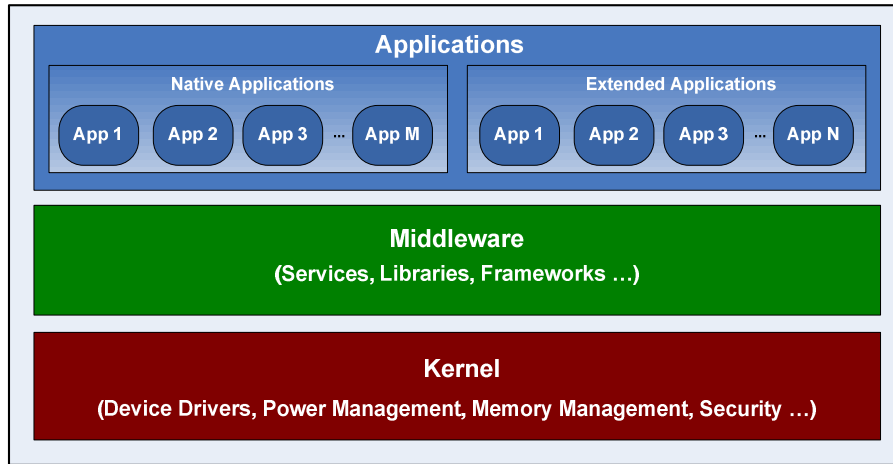 Applications
Native Applications
App 1 App 2 App 3 ... App M
Extended Applications
App 1 App 2 App 3 ... App N
Middleware
(Services, Libraries, Frameworks ...)
Kernel
(Device Drivers, Power Management, Memory Management, Security ...)